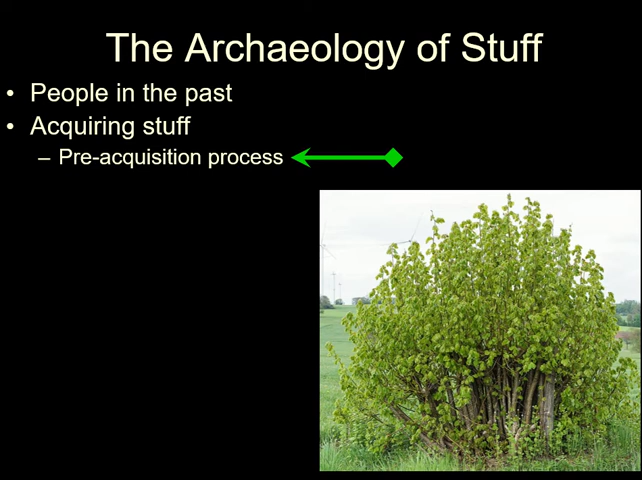 The Archaeology of Stuff
• People in the past
• Acquiring stuff
– Pre-acquisition process